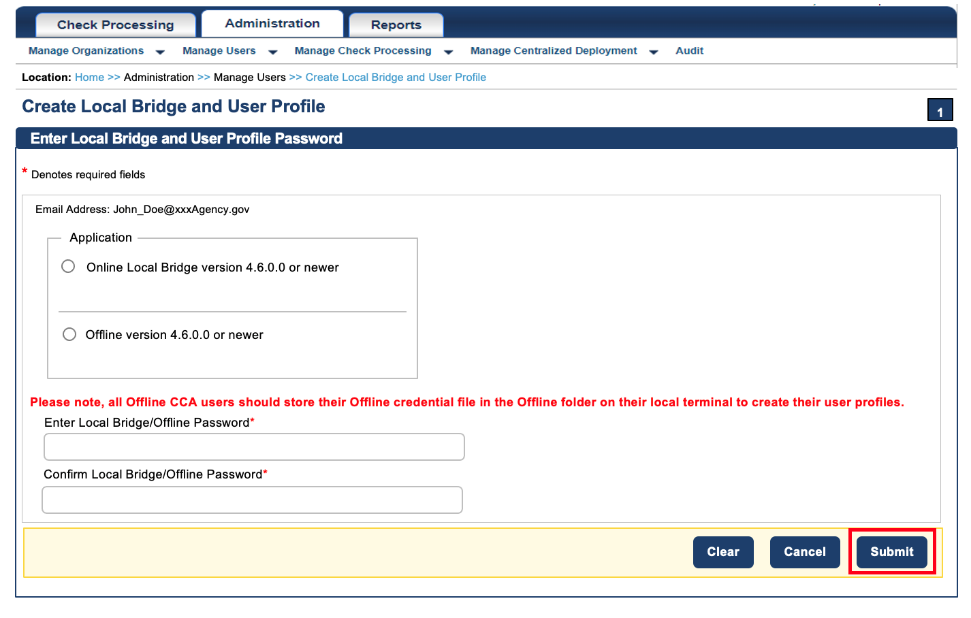 Check Processing Administration Reports
Manage Organizations Manage Users Manage Check Processing Manage Centralized Deployment Audit
Location: Home >> Administration >> Manage Users >> Create Local Bridge and User Profile
Create Local Bridge and User Profile
1
Enter Local Bridge and User Profile Password
* Denotes required fields
Email Address: John_Doe@xxxAgency.gov
Application
Online Local Bridge version 4.6.0.0 or newer
Offline version 4.6.0.0 or newer
Please note, all Offline CCA users should store their Offline credential file in the Offline folder on their local terminal to create their user profiles.
Enter Local Bridge/Offline Password*
Confirm Local Bridge/Offline Password*
Clear Cancel Submit